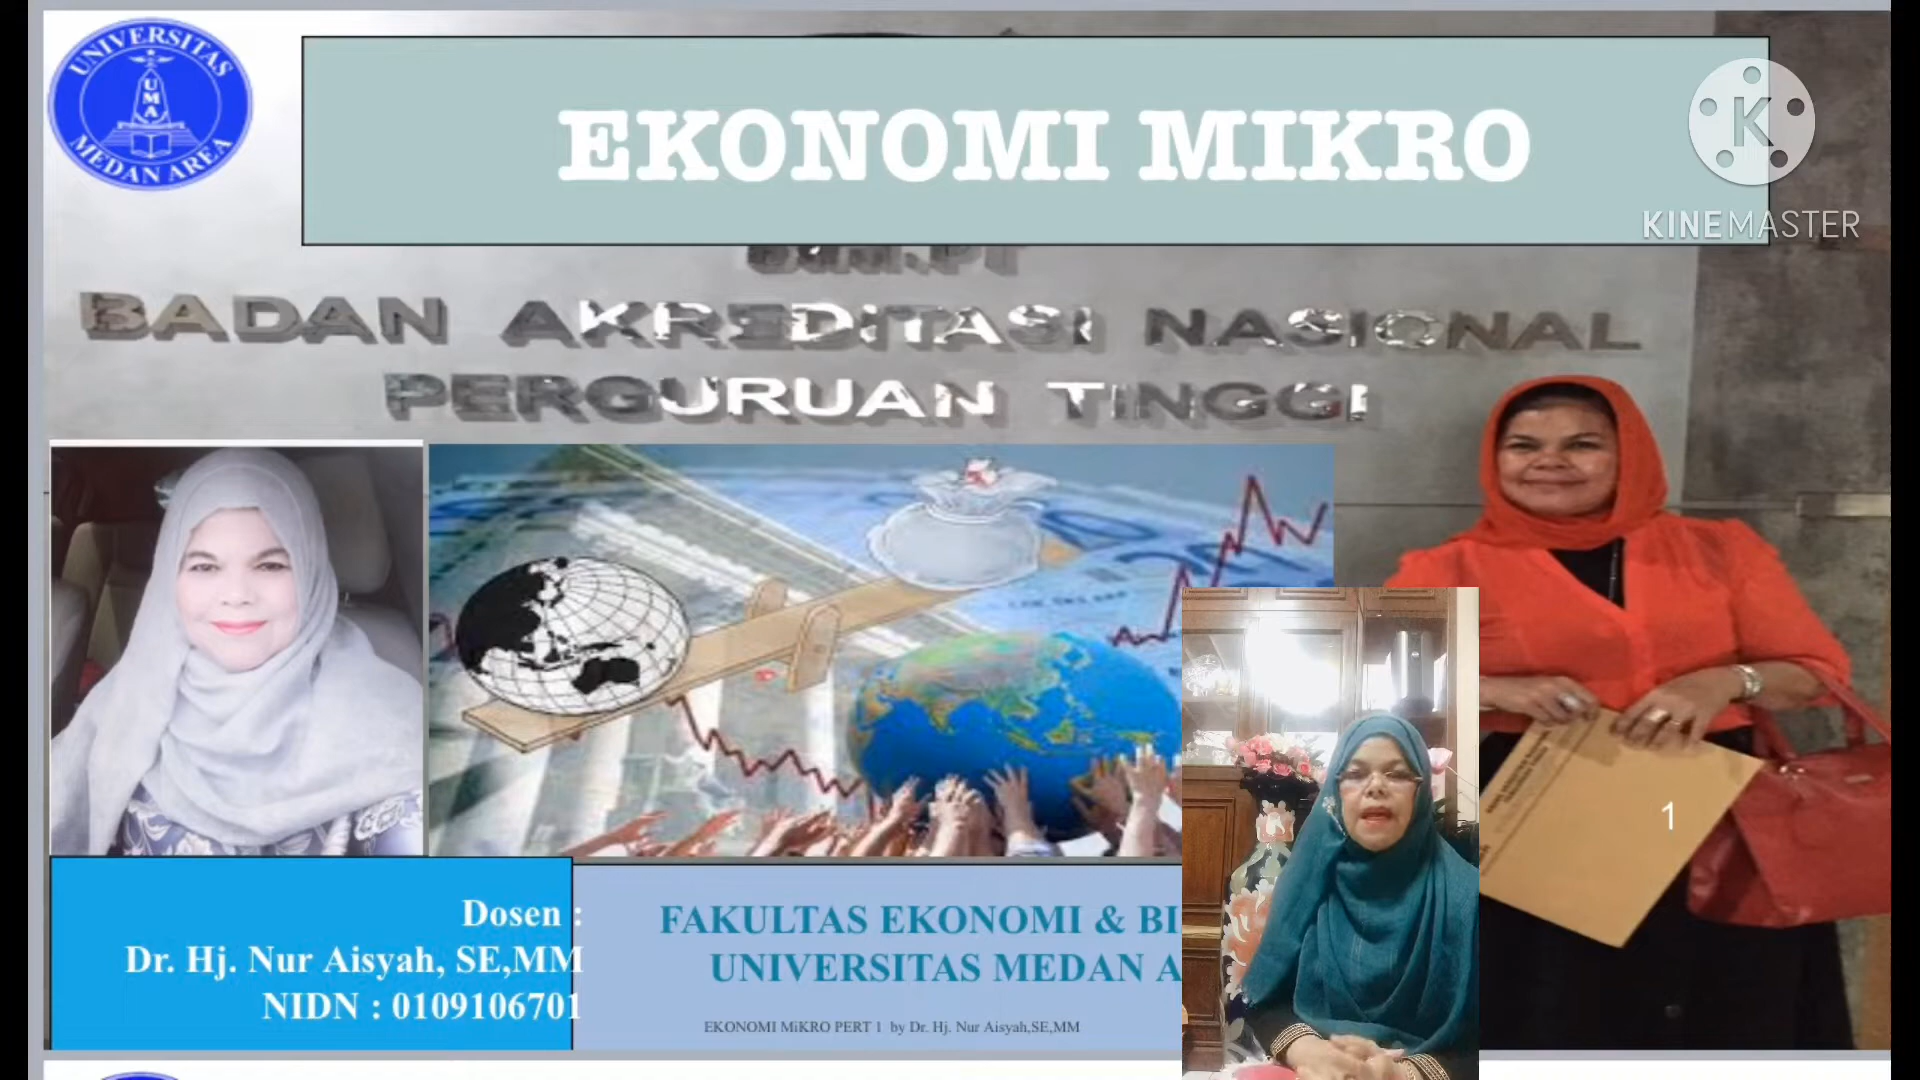 UNIVERSITAS
UMA
MEDAN AREA
EKONOMI MIKRO
K
KINEMASTER
BADAN AKREDITASI NASIONAL
PERGURUAN TINGGI
1
Dosen :
Dr. Hj. Nur Aisyah, SE,MM
NIDN : 0109106701
FAKULTAS EKONOMI & BI
UNIVERSITAS MEDAN A
EKONOMI MiKRO PERT 1 by Dr. Hj. Nur Aisyah,SE,MM